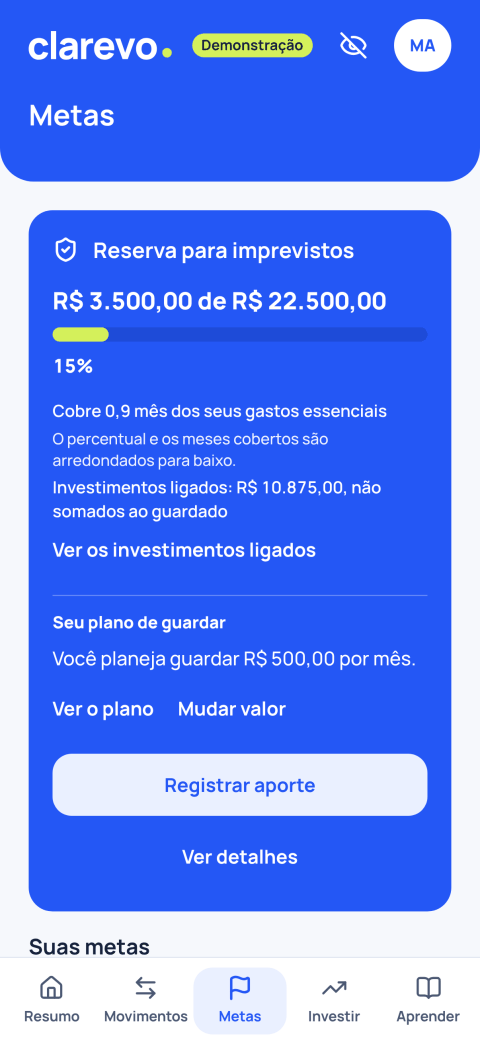 clarevo.
Demonstração
MA
Metas
Reserva para imprevistos
R$ 3.500,00 de R$ 22.500,00
15%
Cobre 0,9 mês dos seus gastos essenciais
O percentual e os meses cobertos são
arredondados para baixo.
Investimentos ligados: R$ 10.875,00, não
somados ao guardado
Ver os investimentos ligados
Seu plano de guardar
Você planeja guardar R$ 500,00 por mês.
Ver o plano
Mudar valor
Registrar aporte
Ver detalhes
Suas metas
Resumo
Movimentos
Metas
Investir
Aprender